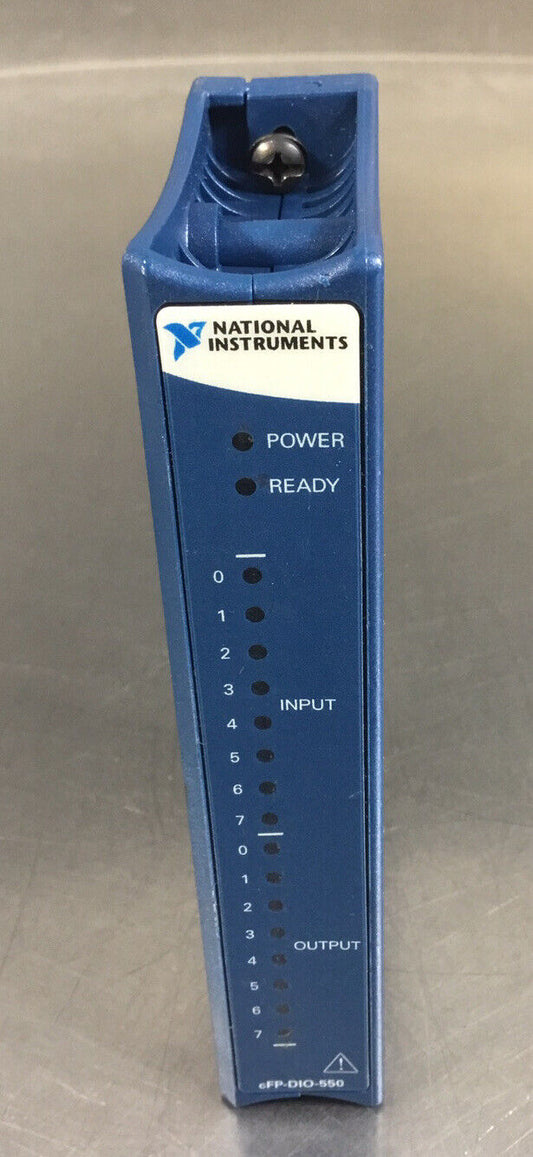 NATIONAL
INSTRUMENTS
POWER
READY
0
1
2
3
INPUT
4
5
6
7
0
1
2
3
OUTPUT
4
5
6
7
cFP-DIO-550